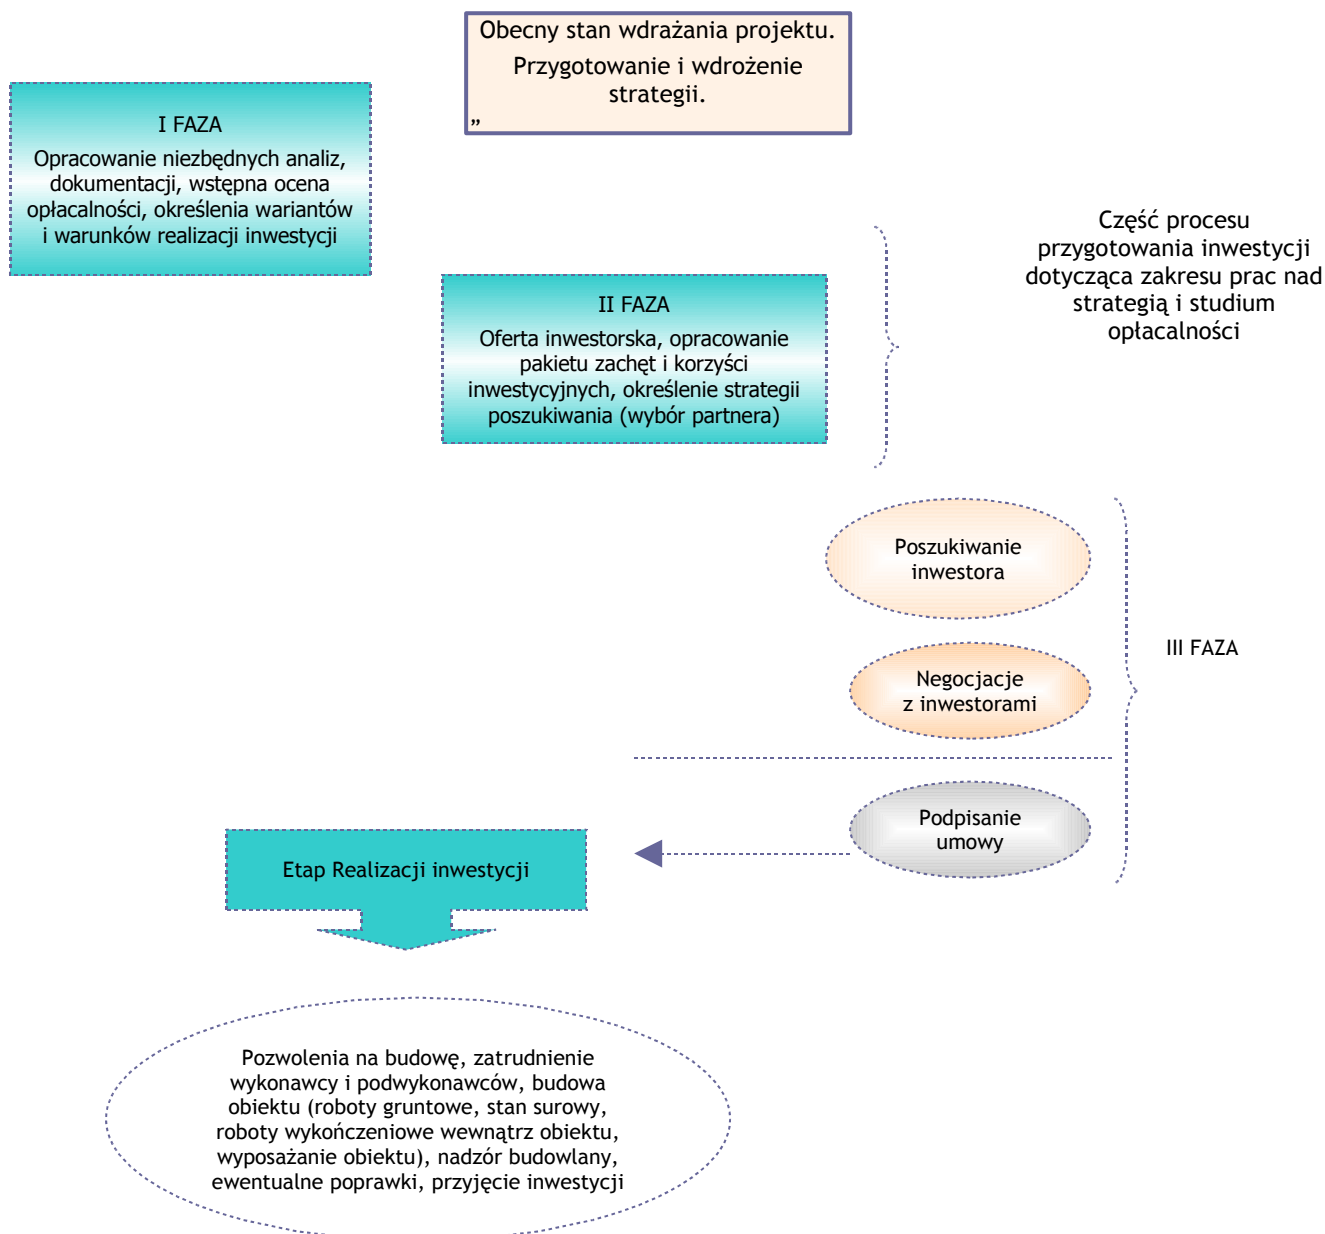 Obecny stan wdrażania projektu.
Przygotowanie i wdrożenie
strategii.
„
I FAZA
Opracowanie niezbędnych analiz,
dokumentacji, wstępna ocena
opłacalności, określenia wariantów
i warunków realizacji inwestycji
Część procesu
przygotowania inwestycji
dotycząca zakresu prac nad
strategią i studium
opłacalności
II FAZA
Oferta inwestorska, opracowanie
pakietu zachęt i korzyści
inwestycyjnych, określenie strategii
poszukiwania (wybór partnera)
Poszukiwanie
inwestora
III FAZA
Negocjacje
z inwestorami
Podpisanie
umowy
Etap Realizacji inwestycji
Pozwolenia na budowę, zatrudnienie
wykonawcy i podwykonawców, budowa
obiektu (roboty gruntowe, stan surowy,
roboty wykończeniowe wewnątrz obiektu,
wyposażanie obiektu), nadzór budowlany,
ewentualne poprawki, przyjęcie inwestycji